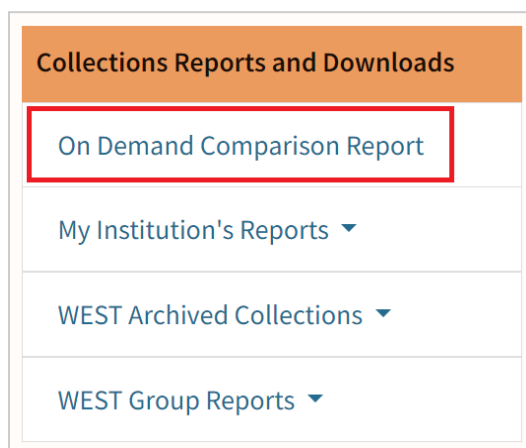 Collections Reports and Downloads
On Demand Comparison Report
My Institution's Reports
WEST Archived Collections
WEST Group Reports